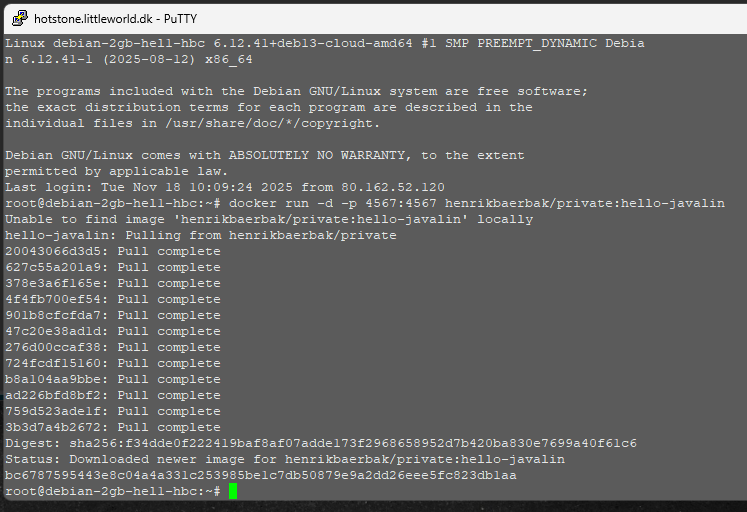 hotstone.littleworld.dk - PuTTY
Linux debian-2gb-hel1-hbc 6.12.41+deb13-cloud-amd64 #1 SMP PREEMPT_DYNAMIC Debia
n 6.12.41-1 (2025-08-12) x86_64
The programs included with the Debian GNU/Linux system are free software;
the exact distribution terms for each program are described in the
individual files in /usr/share/doc/*/copyright.
Debian GNU/Linux comes with ABSOLUTELY NO WARRANTY, to the extent
permitted by applicable law.
Last login: Tue Nov 18 10:09:24 2025 from 80.162.52.120
root@debian-2gb-hel1-hbc:~# docker run -d -p 4567:4567 henrikbaerbak/private:hello-javalin
Unable to find image 'henrikbaerbak/private:hello-javalin' locally
hello-javalin: Pulling from henrikbaerbak/private
20043066d3d5: Pull complete
627c55a201a9: Pull complete
378e3a6f165e: Pull complete
4f4fb700ef54: Pull complete
901b8cfcfda7: Pull complete
47c20e38ad1d: Pull complete
276d00ccaf38: Pull complete
724fcdf15160: Pull complete
b8a104aa9bbe: Pull complete
ad226bfd8bf2: Pull complete
759d523ade1f: Pull complete
3b3d7a4b2672: Pull complete
Digest: sha256:f34dde0f222419baf8af07adde173f2968658952d7b420ba830e7699a40f61c6
Status: Downloaded newer image for henrikbaerbak/private:hello-javalin
bc6787595443e8c04a4a331c253985be1c7db50879e9a2dd26eee5fc823db1aa
root@debian-2gb-hel1-hbc:~#